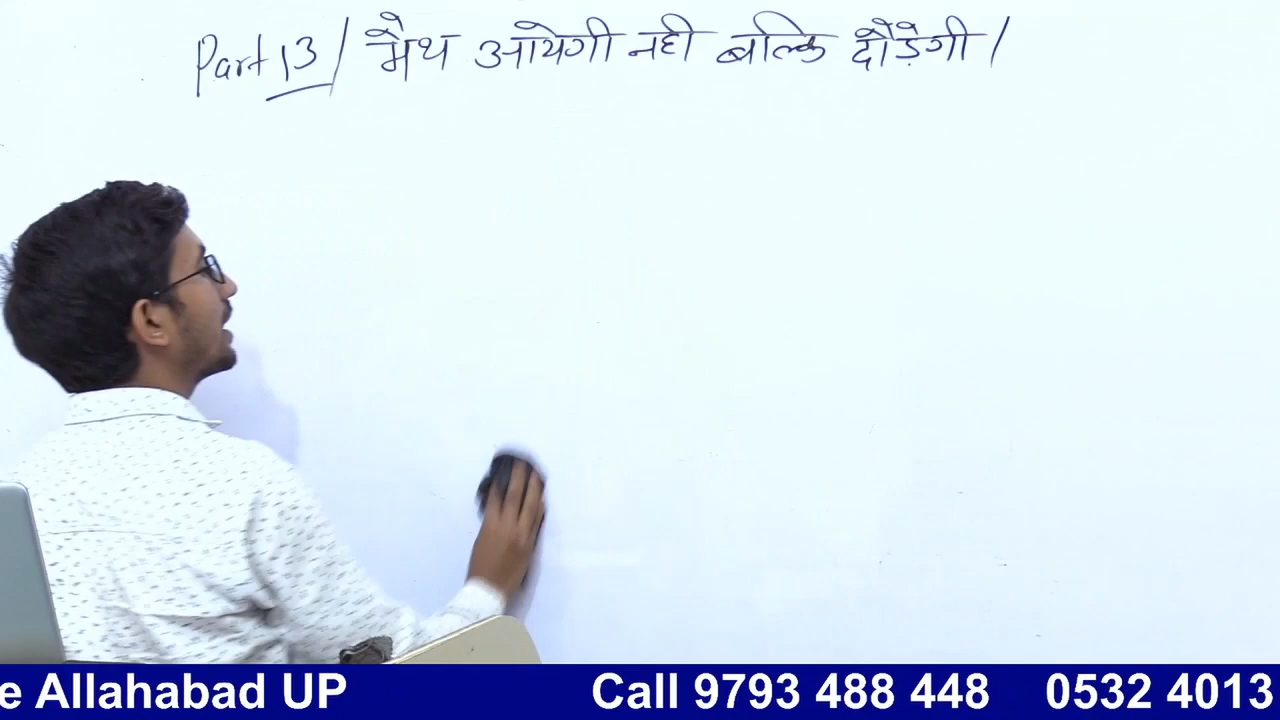 Part 13 / मैथ आयेगी नही बल्कि दौड़ेगी /
e Allahabad UP Call 9793 488 448 0532 4013